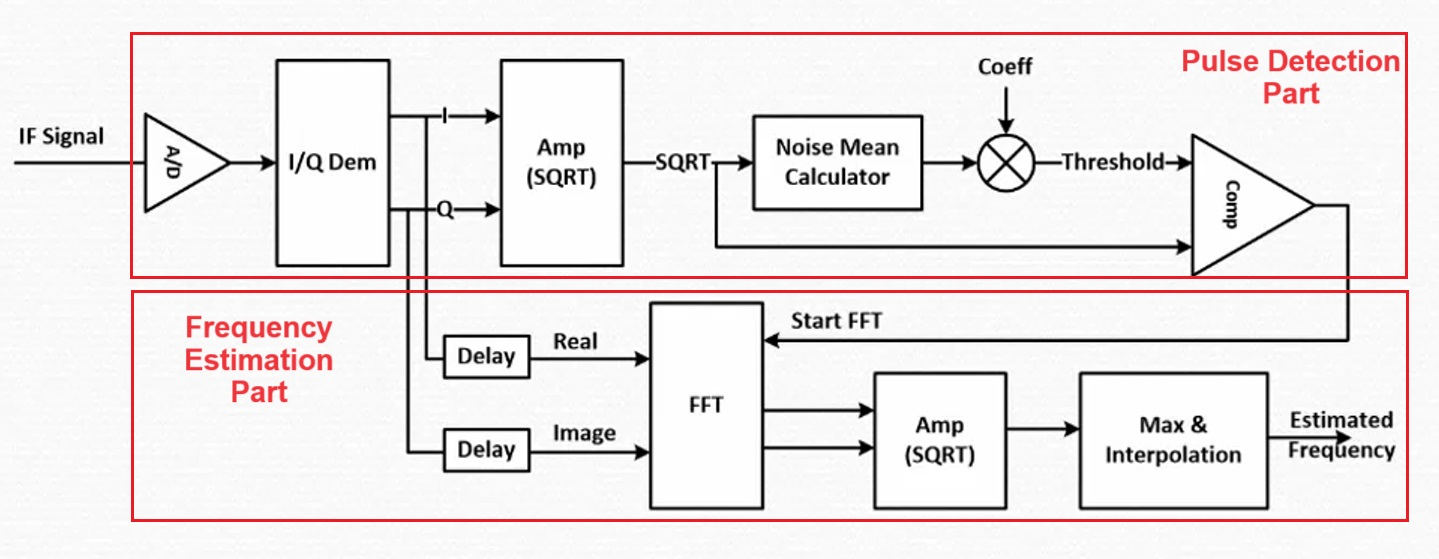 Pulse Detection
Part
Coeff
IF Signal
A/D
I/Q Dem
I
Q
Amp
(SQRT)
SQRT
Noise Mean
Calculator
Threshold
Comp
Frequency
Estimation
Part
Delay
Real
Delay
Image
FFT
Start FFT
Amp
(SQRT)
Max &
Interpolation
Estimated
Frequency